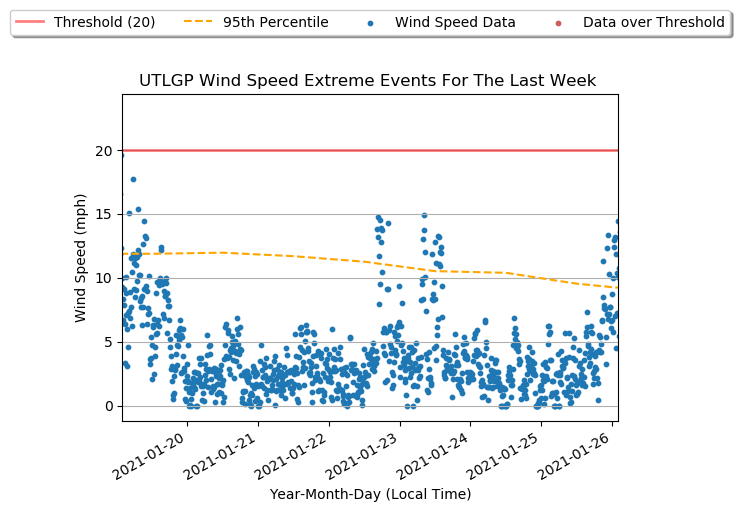 Threshold (20) 95th Percentile Wind Speed Data Data over Threshold
UTLGP Wind Speed Extreme Events For The Last Week
Wind Speed (mph)
20
15
10
5
0
2021-01-20 2021-01-21 2021-01-22 2021-01-23 2021-01-24 2021-01-25 2021-01-26
Year-Month-Day (Local Time)